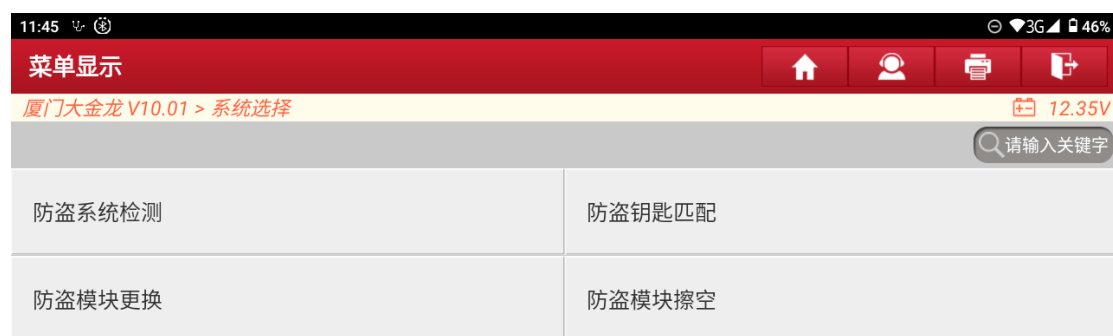 11:45 3G 46%
菜单显示
厦门大金龙 V10.01 > 系统选择 12.35V
请输入关键字
防盗系统检测 防盗钥匙匹配
防盗模块更换 防盗模块擦空